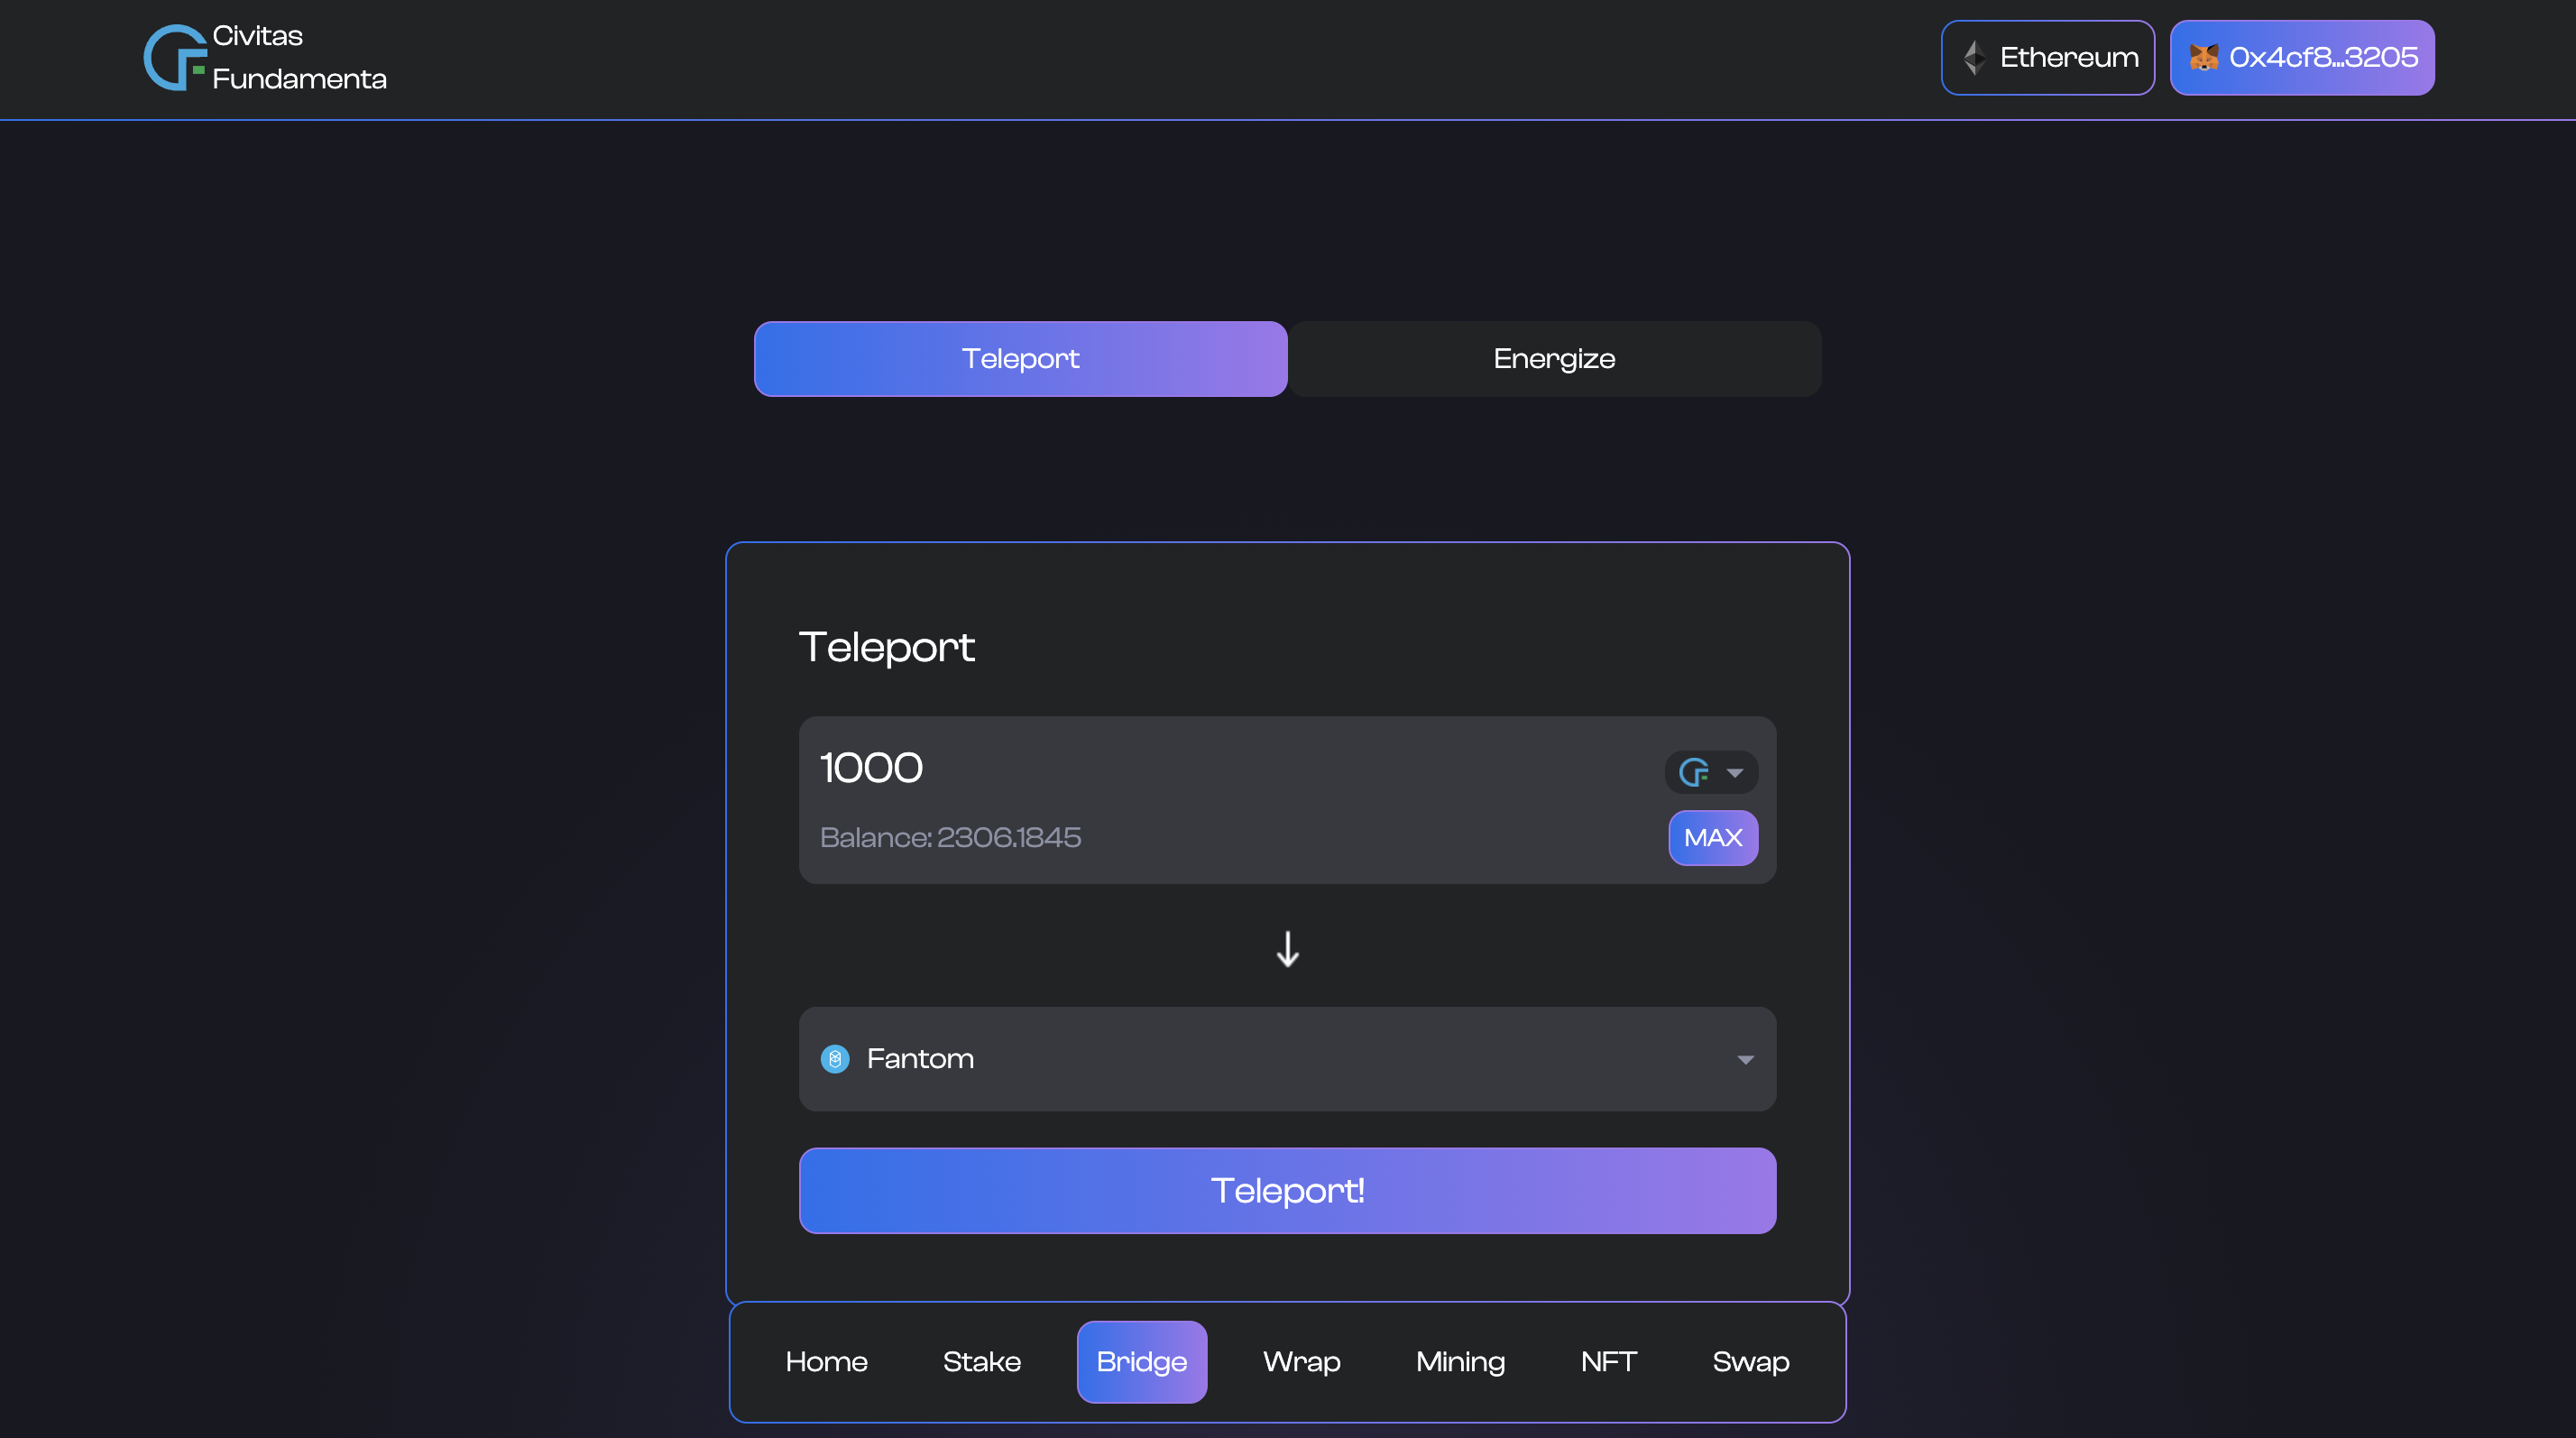 Civitas
Fundamenta
Ethereum
0x4cf8...3205
Teleport
Energize
Teleport
1000
Balance: 2306.1845
MAX
Fantom
Teleport!
Home
Stake
Bridge
Wrap
Mining
NFT
Swap